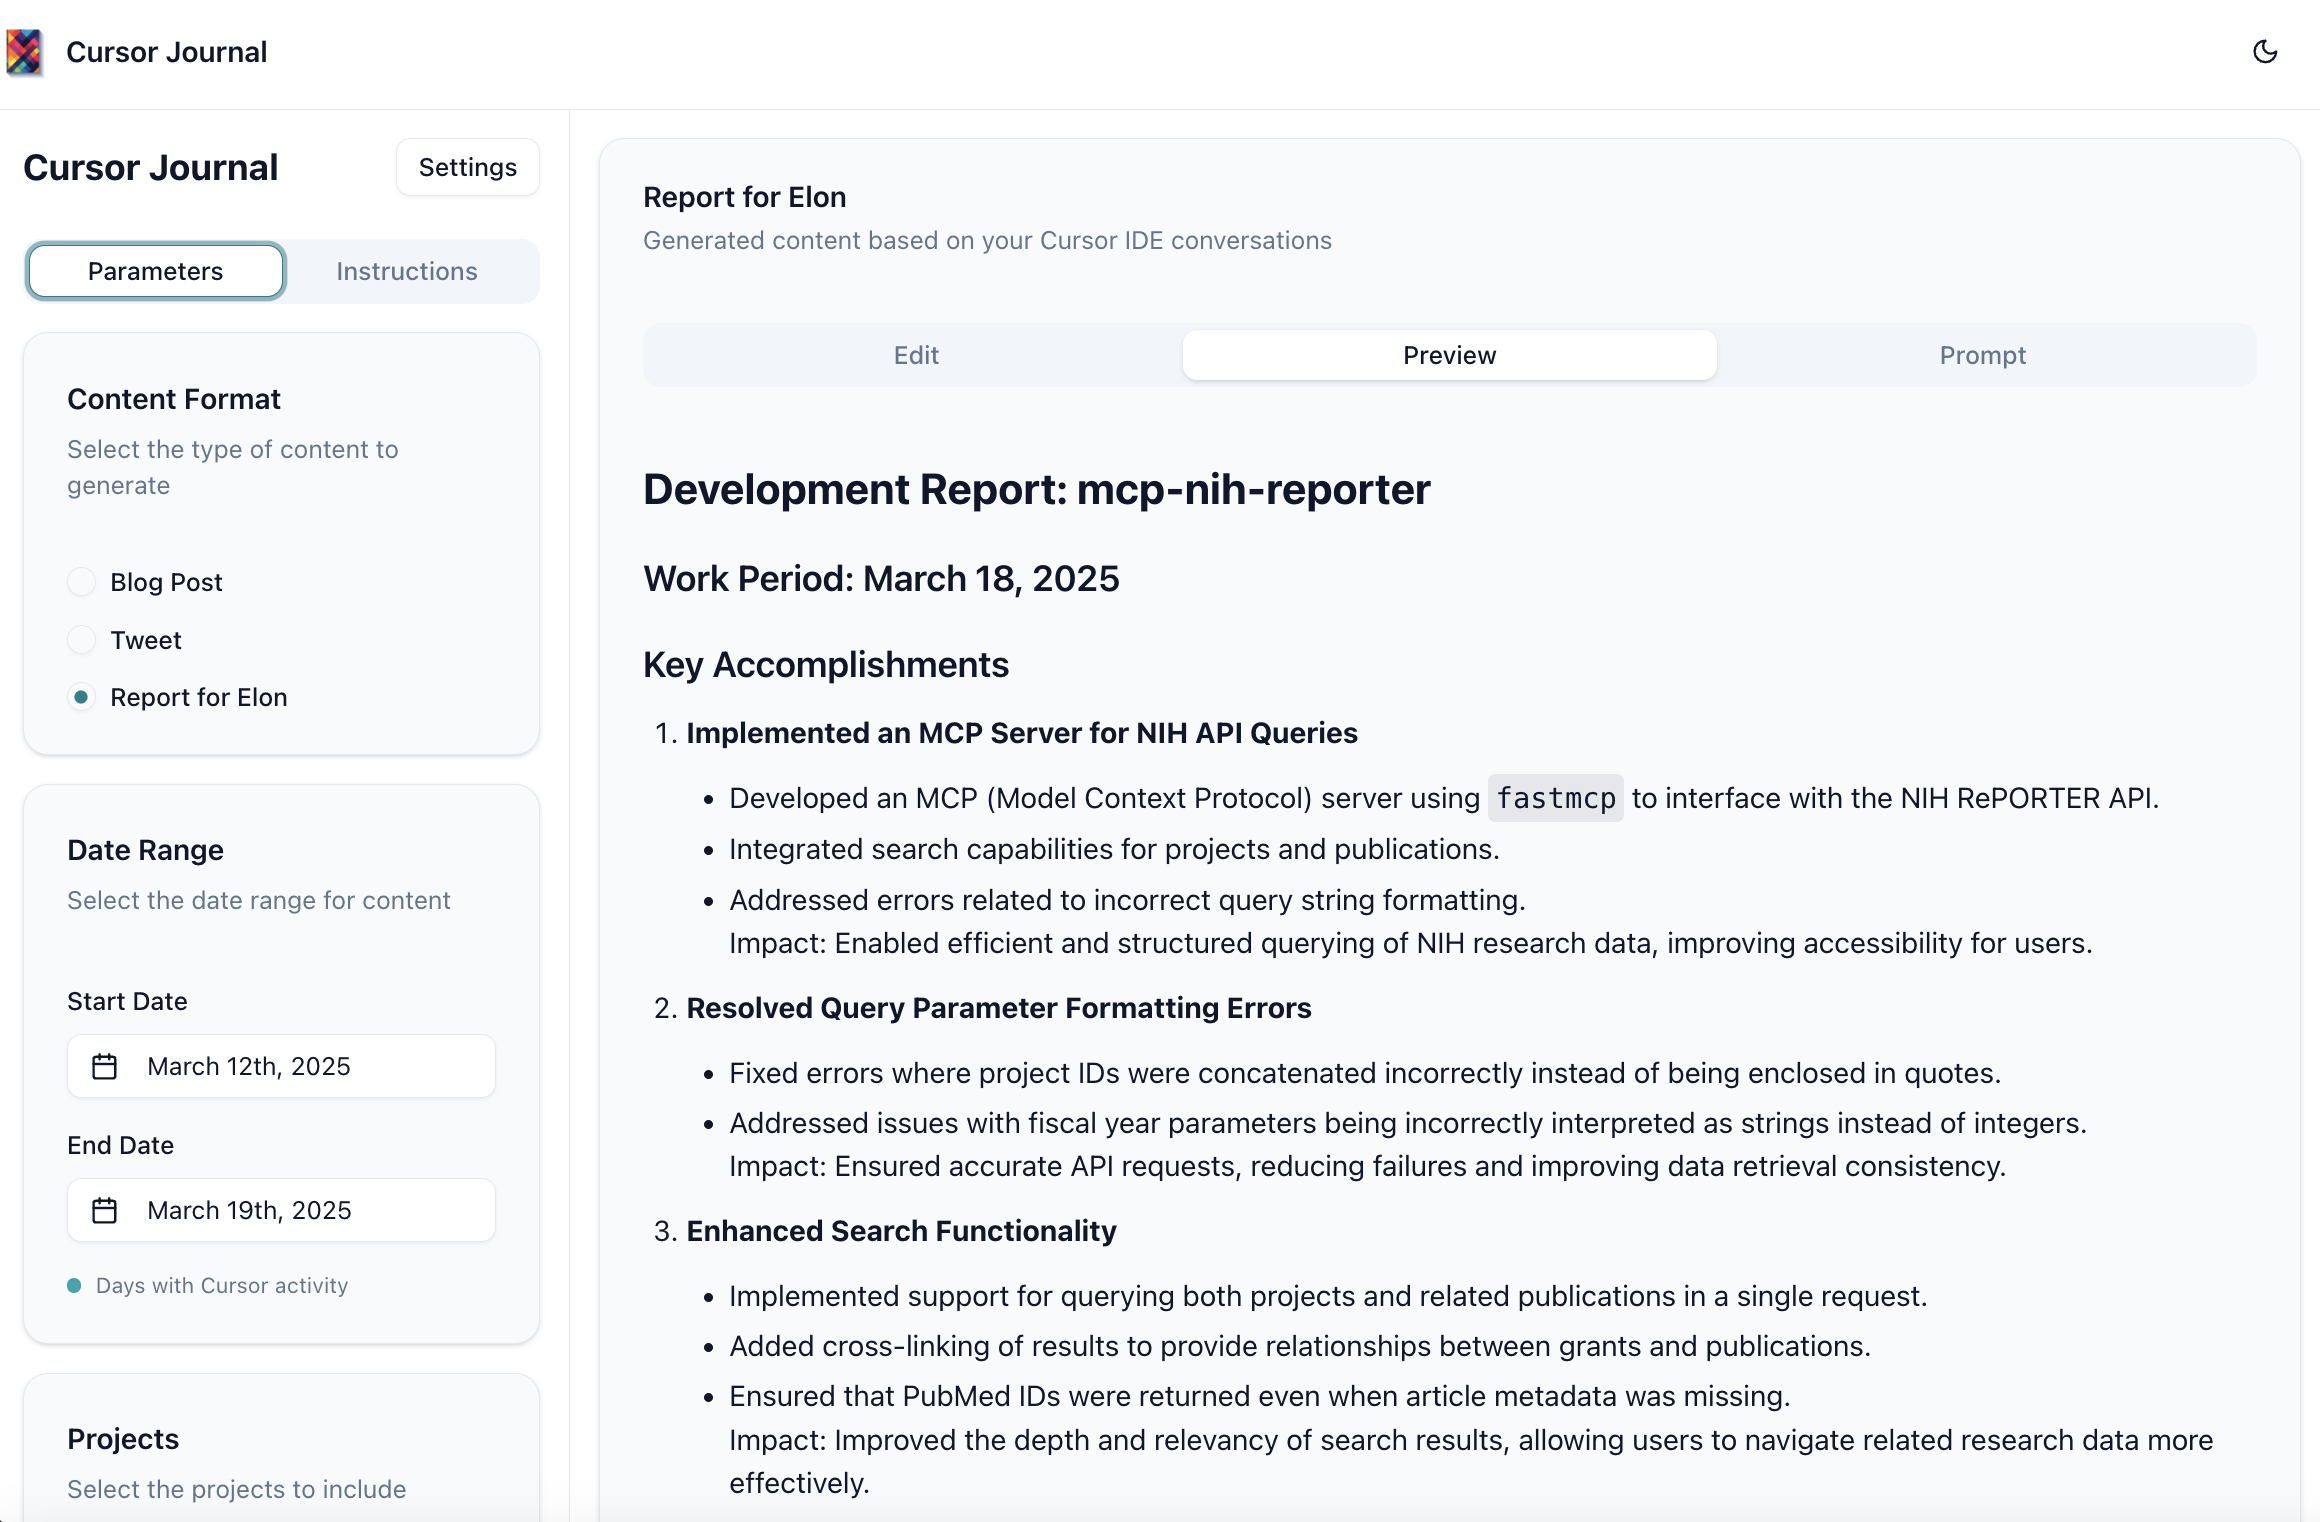 Cursor Journal
Cursor Journal
Settings
Parameters
Instructions
Content Format
Select the type of content to
generate
Blog Post
Tweet
Report for Elon
Date Range
Select the date range for content
Start Date
March 12th, 2025
End Date
March 19th, 2025
Days with Cursor activity
Projects
Select the projects to include
Report for Elon
Generated content based on your Cursor IDE conversations
Edit
Preview
Prompt
Development Report: mcp-nih-reporter
Work Period: March 18, 2025
Key Accomplishments
1. Implemented an MCP Server for NIH API Queries
• Developed an MCP (Model Context Protocol) server using fastmcp to interface with the NIH RePORTER API.
• Integrated search capabilities for projects and publications.
• Addressed errors related to incorrect query string formatting.
Impact: Enabled efficient and structured querying of NIH research data, improving accessibility for users.
2. Resolved Query Parameter Formatting Errors
• Fixed errors where project IDs were concatenated incorrectly instead of being enclosed in quotes.
• Addressed issues with fiscal year parameters being incorrectly interpreted as strings instead of integers.
Impact: Ensured accurate API requests, reducing failures and improving data retrieval consistency.
3. Enhanced Search Functionality
• Implemented support for querying both projects and related publications in a single request.
• Added cross-linking of results to provide relationships between grants and publications.
• Ensured that PubMed IDs were returned even when article metadata was missing.
Impact: Improved the depth and relevancy of search results, allowing users to navigate related research data more
effectively.